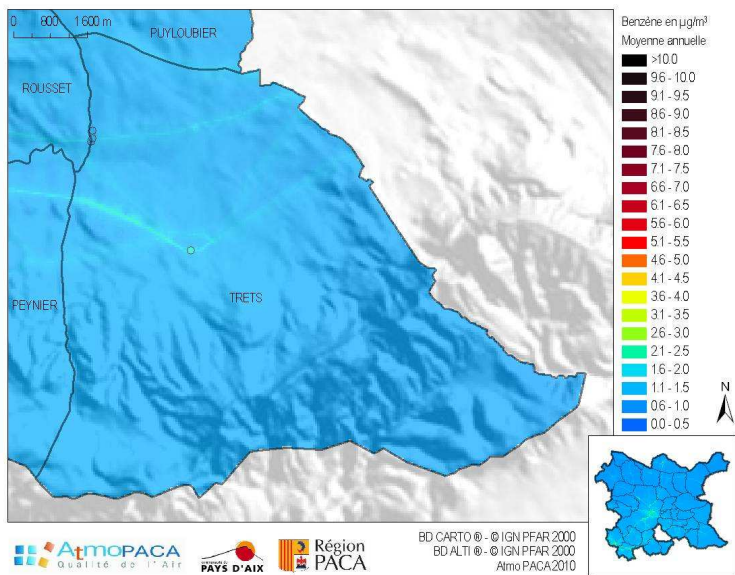 0 800 1 600 m
PUYLOUBIER
ROUSSET
PEYNIER
TRETS
Benzène en µg/m³
Moyenne annuelle
>10.0
9.6 - 10.0
9.1 - 9.5
8.6 - 9.0
8.1 - 8.5
7.6 - 8.0
7.1 - 7.5
6.6 - 7.0
6.1 - 6.5
5.6 - 6.0
5.1 - 5.5
4.6 - 5.0
4.1 - 4.5
3.6 - 4.0
3.1 - 3.5
2.6 - 3.0
2.1 - 2.5
1.6 - 2.0
1.1 - 1.5
0.6 - 1.0
0.0 - 0.5
N
AtmoPACA
Qualité de l'Air
PAYS D'AIX
Région
PACA
BD CARTO ® - © IGN PFAR 2000
BD ALTI ® - © IGN PFAR 2000
Atmo PACA 2010